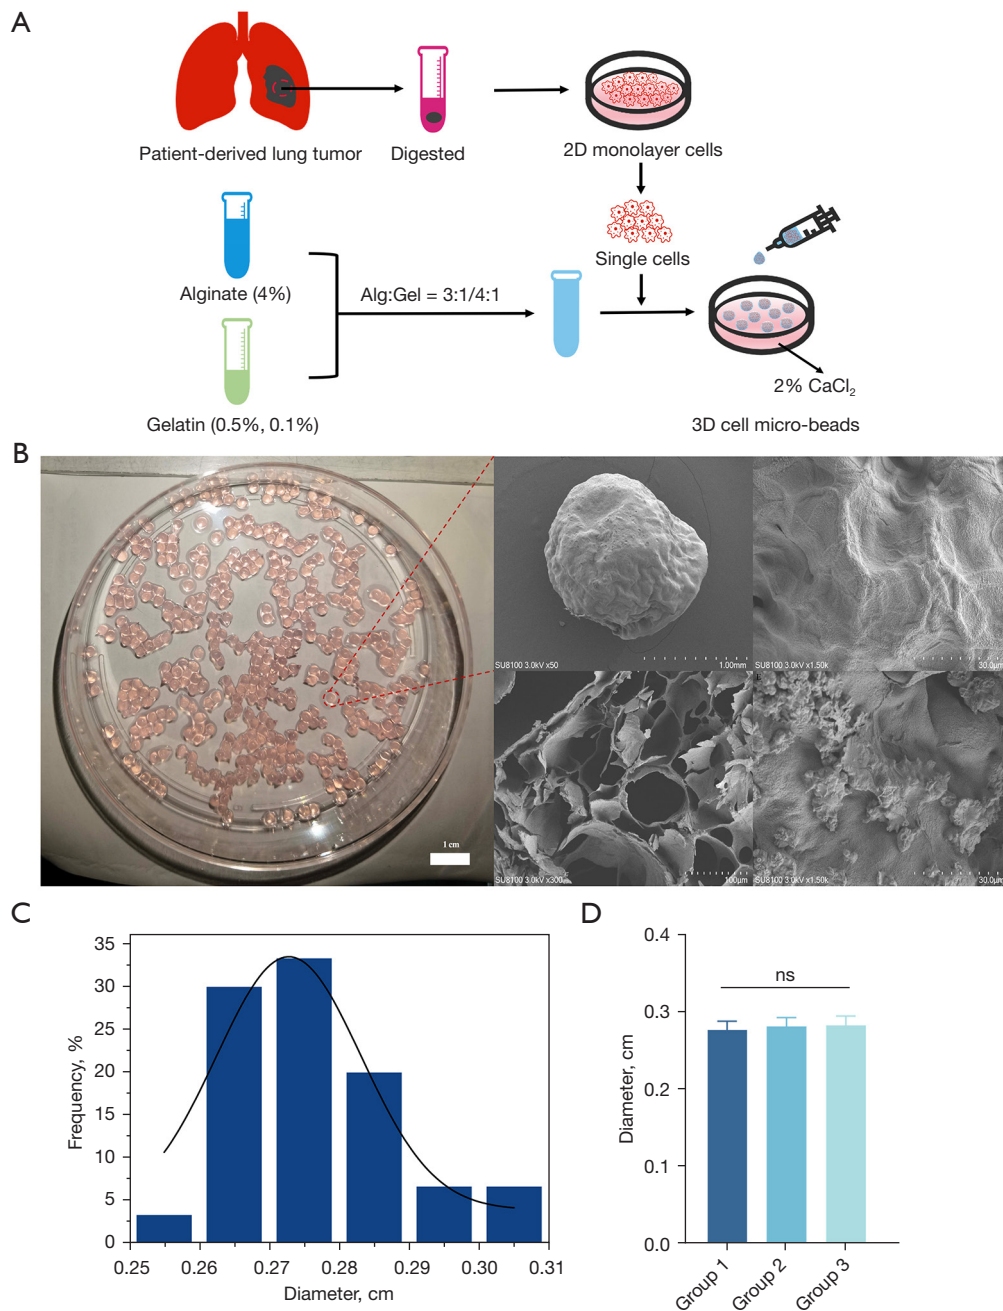 A
Patient-derived lung tumor
Digested
2D monolayer cells
Single cells
Alginate (4%)
Alg:Gel = 3:1/4:1
2% CaCl₂
Gelatin (0.5%, 0.1%)
3D cell micro-beads
B
1 cm
SU8100 3.0kV x50
1.00mm
SU8100 3.0kV x1.50k
30.0μm
SU8100 3.0kV x300
100μm
SU8100 3.0kV x1.50k
30.0μm
C
Frequency, %
35
30
25
20
15
10
5
0
0.25
0.26
0.27
0.28
0.29
0.30
0.31
Diameter, cm
D
Diameter, cm
0.4
0.3
0.2
0.1
0.0
ns
Group 1
Group 2
Group 3